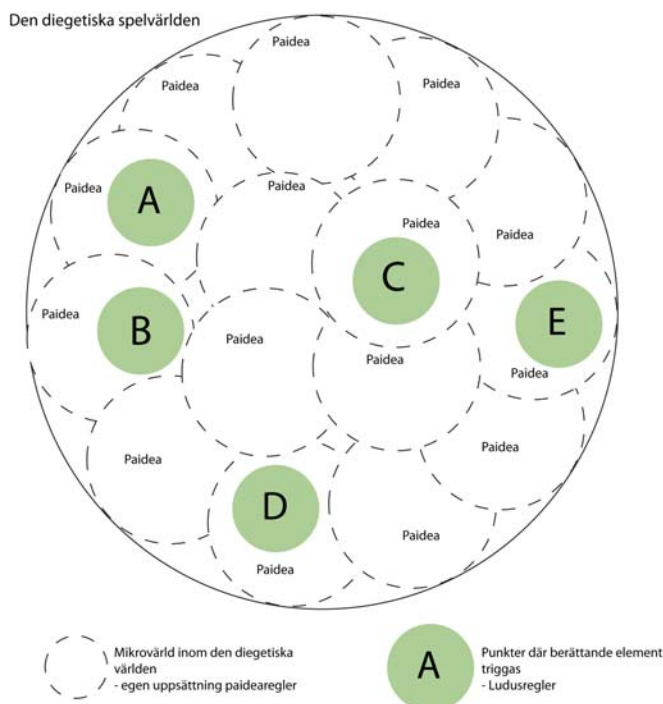 Den diegetiska spelvärlden
Paidea
Paidea
Paidea
Paidea
A
Paidea
Paidea
Paidea
C
Paidea
B
E
Paidea
Paidea
Paidea
Paidea
Paidea
D
Paidea
Paidea
Mikrovärld inom den diegetiska
världen
- egen uppsättning paidearegler
A
Punkter där berättande element
triggas
- Ludusregler